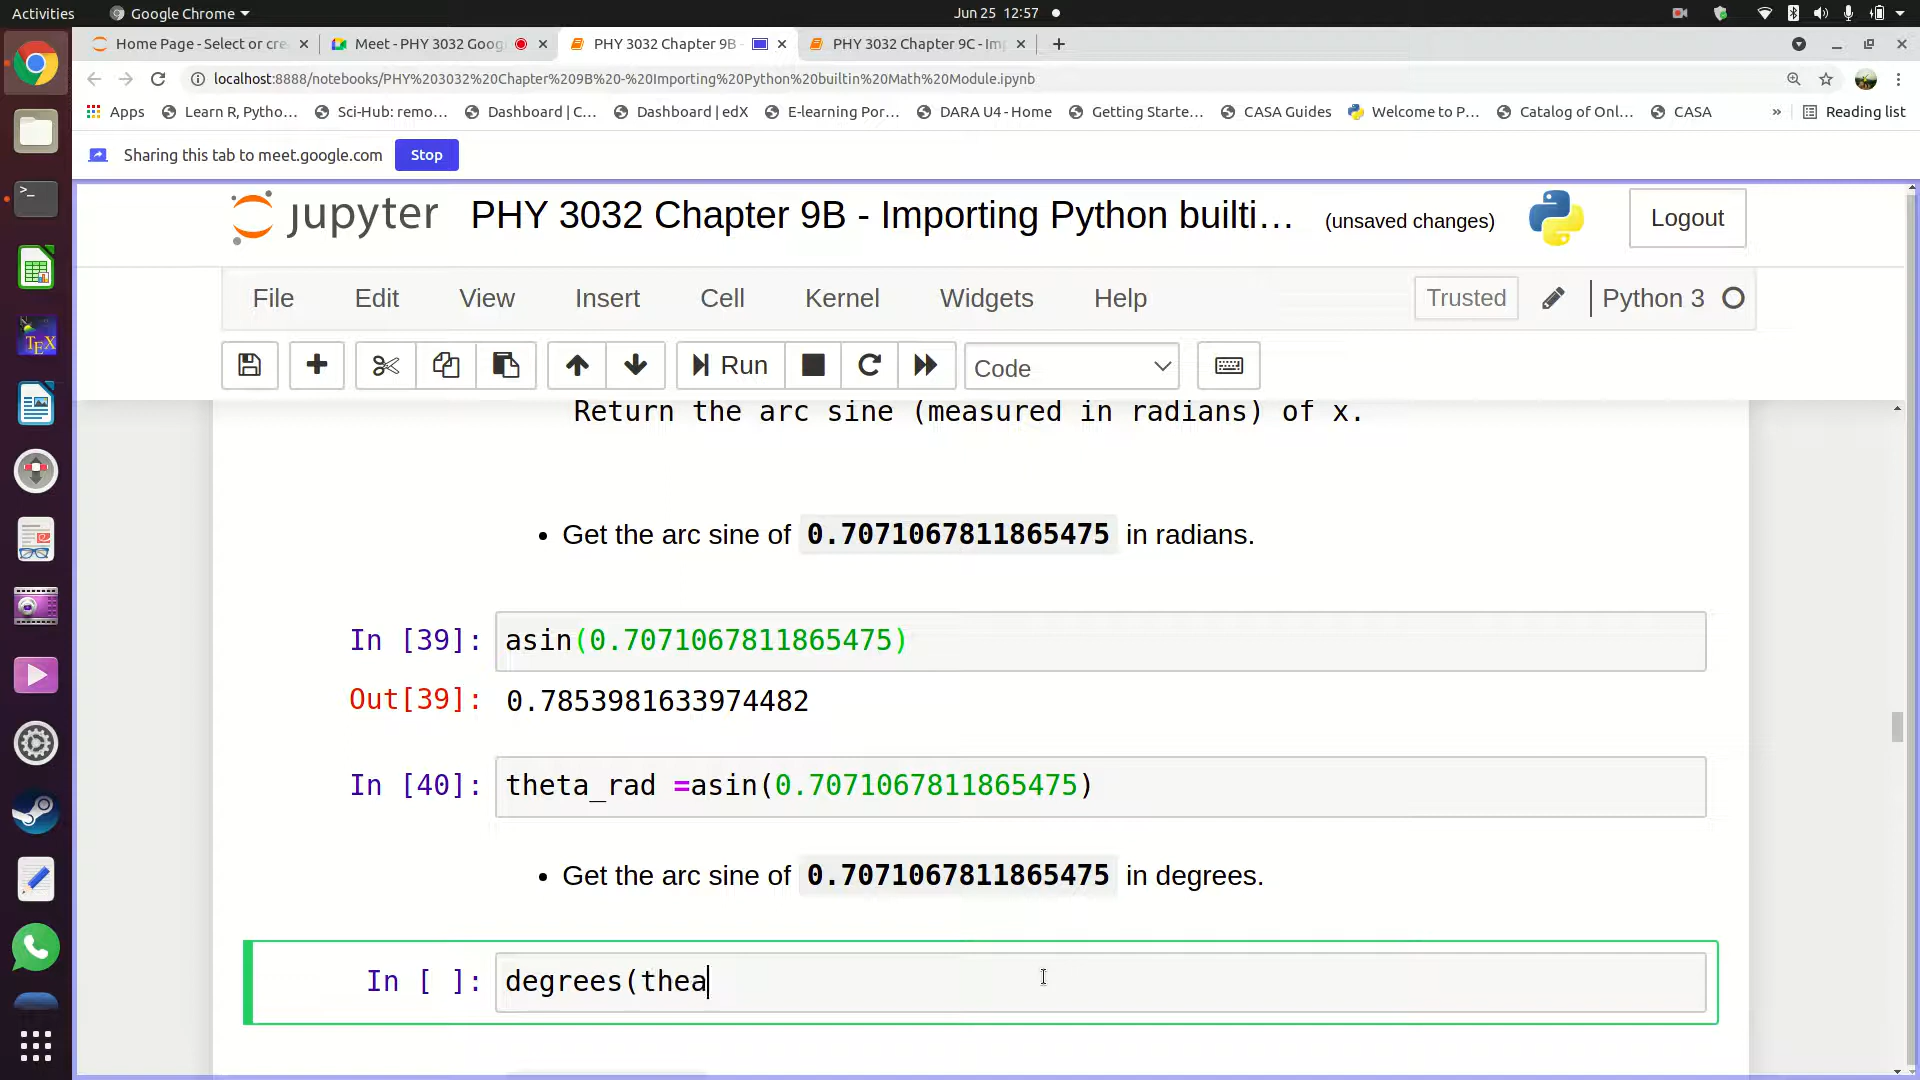 Activities
Google Chrome
Jun 25 12:57
Home Page - Select or cre
Meet - PHY 3032 Goog
PHY 3032 Chapter 9B -
PHY 3032 Chapter 9C - Im
localhost:8888/notebooks/PHY%203032%20Chapter%209B%20-%20Importing%20Python%20builtin%20Math%20Module.ipynb
Apps
Learn R, Pytho...
Sci-Hub: remo...
Dashboard | C...
Dashboard | edX
E-learning Por...
DARA U4 - Home
Getting Starte...
CASA Guides
Welcome to P...
Catalog of Onl...
CASA
»
Reading list
Sharing this tab to meet.google.com
Stop
jupyter
PHY 3032 Chapter 9B - Importing Python builti...
(unsaved changes)
Logout
File
Edit
View
Insert
Cell
Kernel
Widgets
Help
Trusted
Python 3
Run
Code
Return the arc sine (measured in radians) of x.
• Get the arc sine of 0.7071067811865475 in radians.
In [39]: asin(0.7071067811865475)
Out[39]: 0.7853981633974482
In [40]: theta_rad =asin(0.7071067811865475)
• Get the arc sine of 0.7071067811865475 in degrees.
In [ ]: degrees(thea